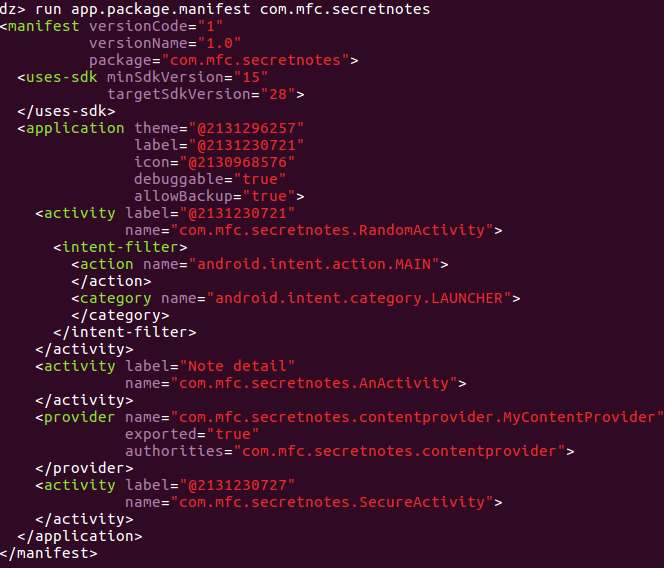 dz> run app.package.manifest com.mfc.secretnotes
<manifest versionCode="1"
          versionName="1.0"
          package="com.mfc.secretnotes">
  <uses-sdk minSdkVersion="15"
            targetSdkVersion="28">
  </uses-sdk>
  <application theme="@2131296257"
               label="@2131230721"
               icon="@2130968576"
               debuggable="true"
               allowBackup="true">
    <activity label="@2131230721"
              name="com.mfc.secretnotes.RandomActivity">
      <intent-filter>
        <action name="android.intent.action.MAIN">
        </action>
        <category name="android.intent.category.LAUNCHER">
        </category>
      </intent-filter>
    </activity>
    <activity label="Note detail"
              name="com.mfc.secretnotes.AnActivity">
    </activity>
    <provider name="com.mfc.secretnotes.contentprovider.MyContentProvider"
              exported="true"
              authorities="com.mfc.secretnotes.contentprovider">
    </provider>
    <activity label="@2131230727"
              name="com.mfc.secretnotes.SecureActivity">
    </activity>
  </application>
</manifest>